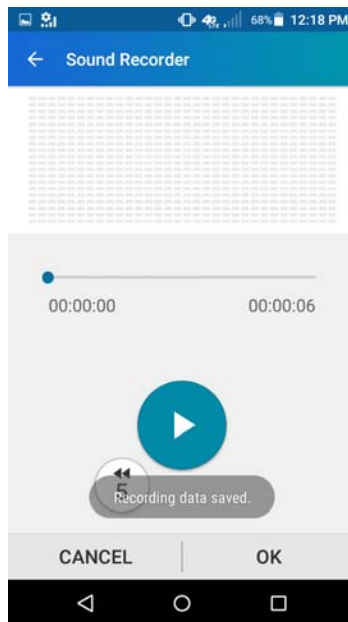 68% 12:18 PM
Sound Recorder
00:00:00 00:00:06
5
Recording data saved.
CANCEL OK